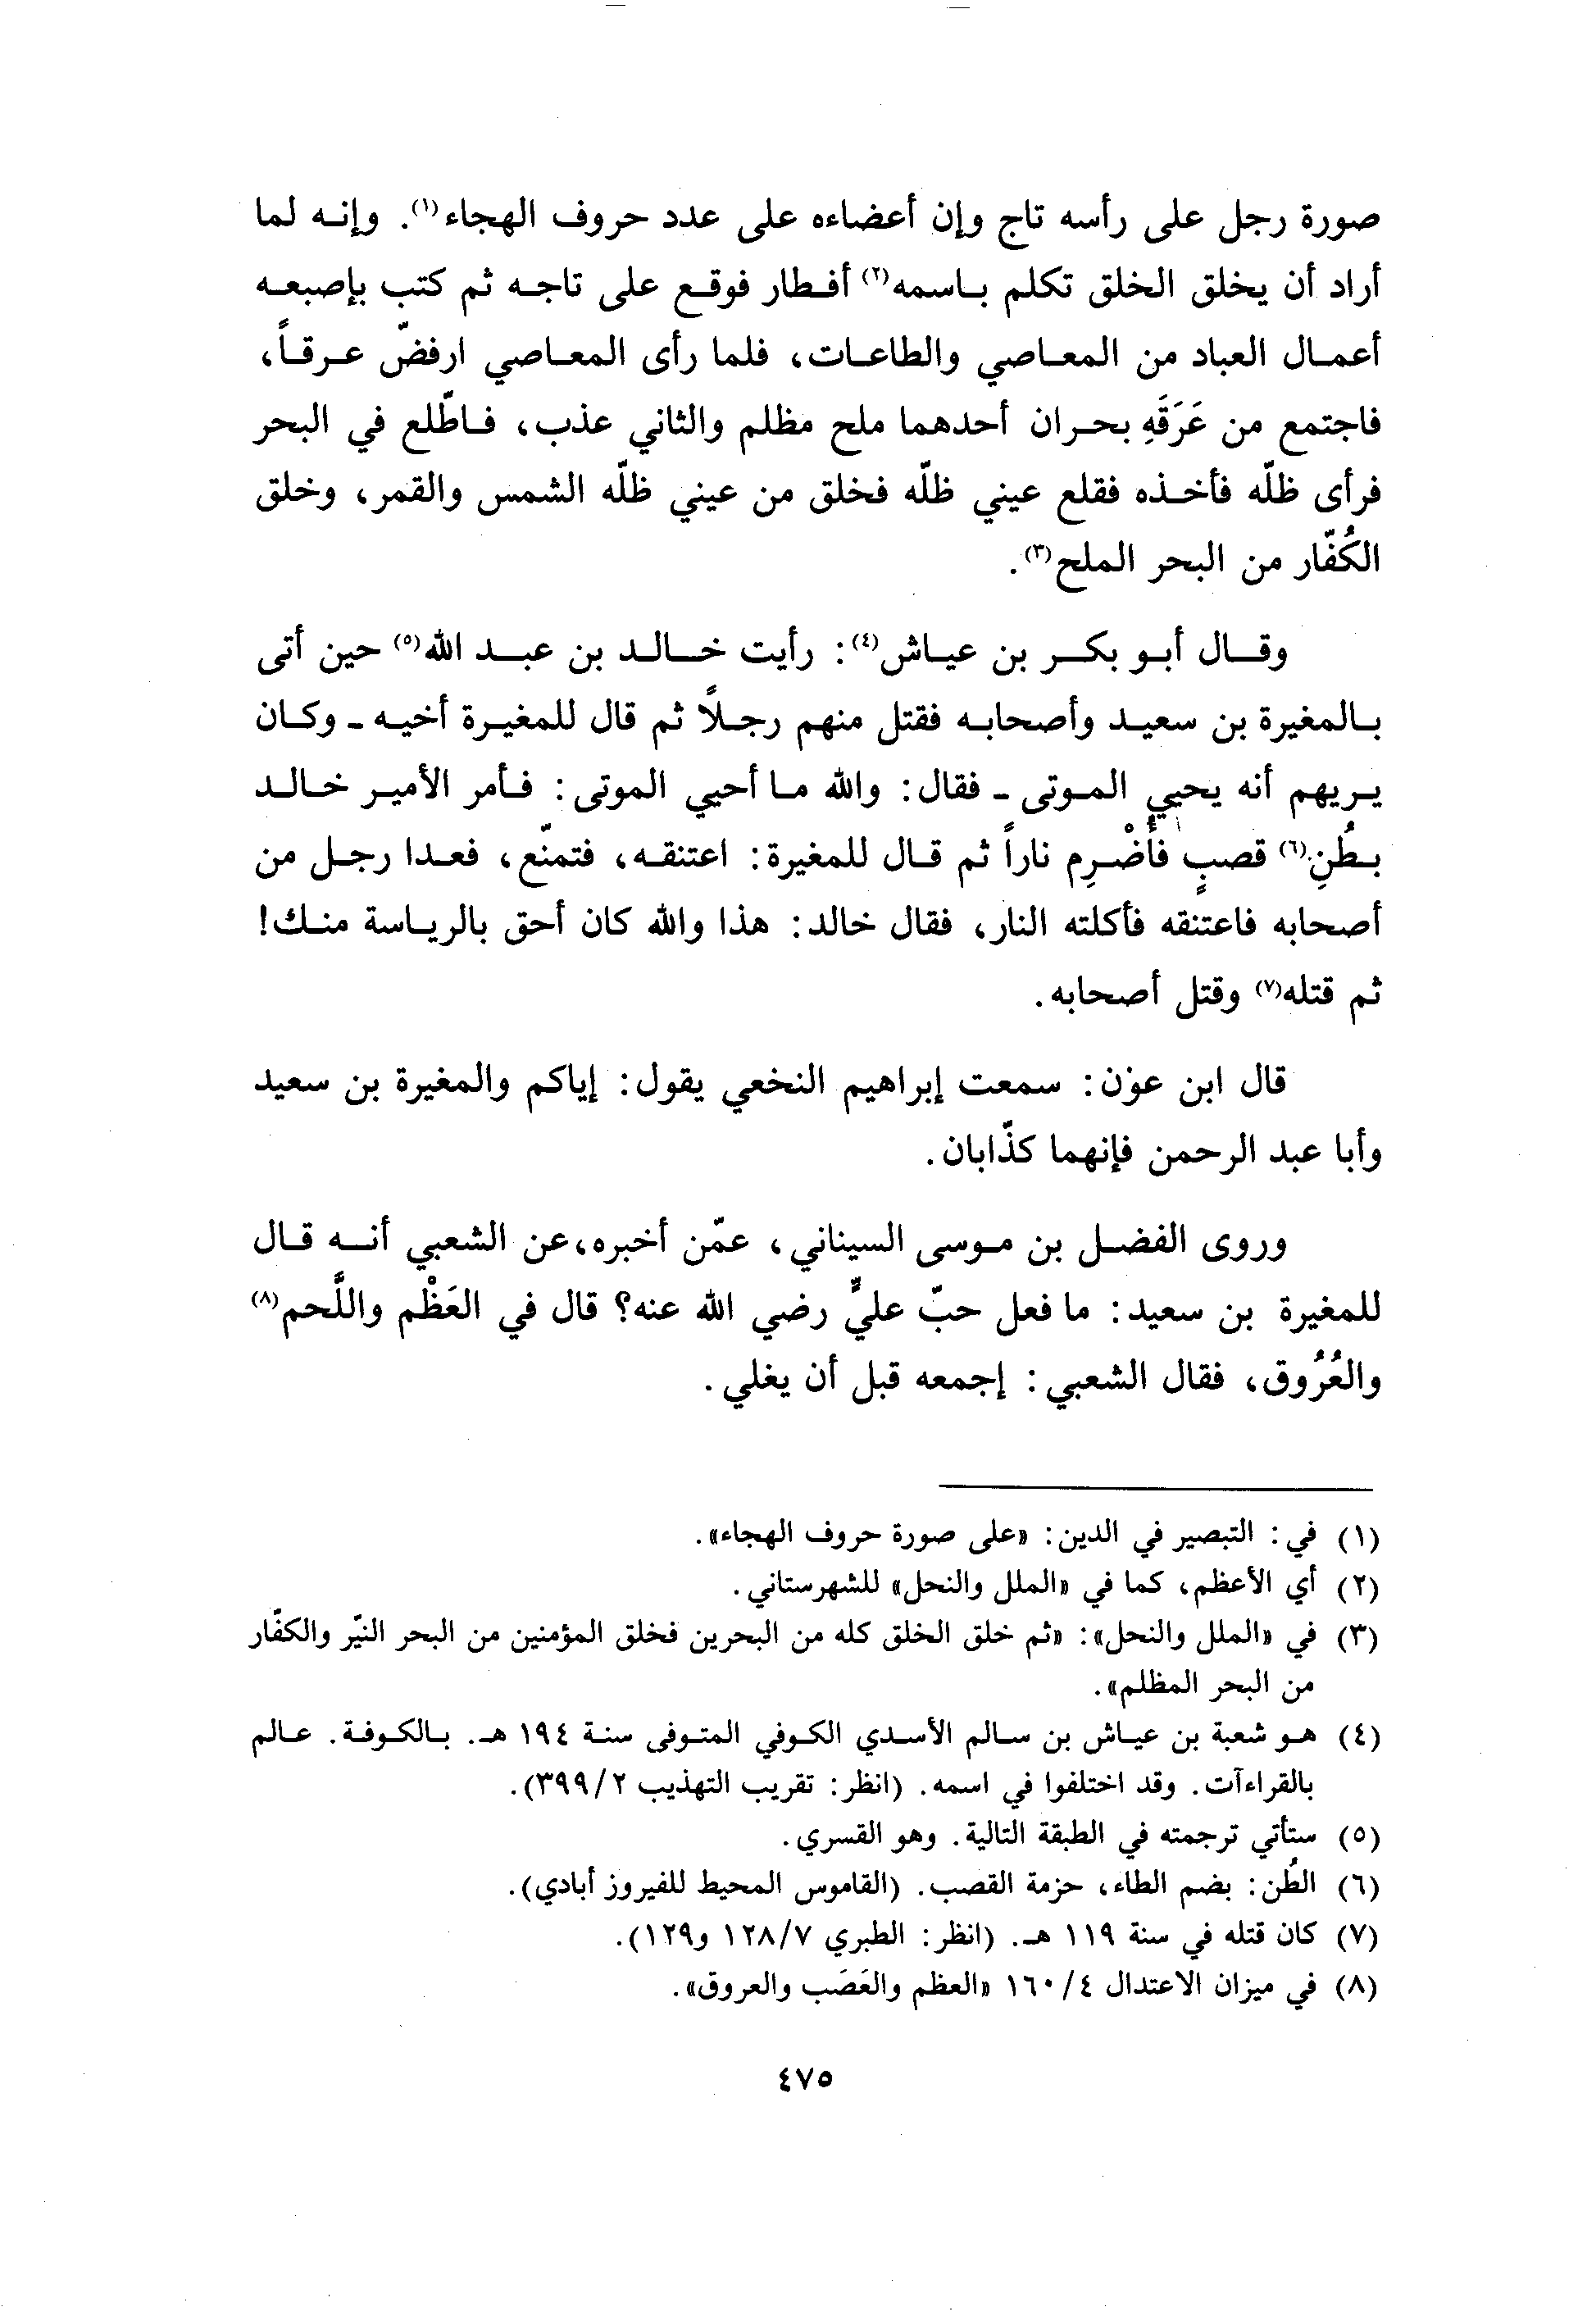 صورة رجل على رأسه تاج وإن أعضاءه على عدد حروف الهجاء(١). وإنه لما
أراد أن يخلق الخلق تكلم باسمه(٢) أفطار فوقع على تاجه ثم كتب بإصبعه
أعمال العباد من المعاصي والطاعات، فلما رأى المعاصي ارفضّ عرقاً،
فاجتمع من عَرَقَهِ بحران أحدهما ملح مظلم والثاني عذب، فاطّلع في البحر
فرأى ظلّه فأخذه فقلع عيني ظلّه فخلق من عيني ظلّه الشمس والقمر، وخلق
الكُفّار من البحر الملح(٣).
وقال أبو بكر بن عياش(٤): رأيت خالد بن عبد الله(٥) حين أتى
بالمغيرة بن سعيد وأصحابه فقتل منهم رجلاً ثم قال للمغيرة أخيه - وكان
يريهم أنه يحيي الموتى - فقال: والله ما أحيي الموتى: فأمر الأمير خالد
بطُنِ(٦) قصبٍ فأُضْرِم ناراً ثم قال للمغيرة: اعتنقه، فتمنّع، فعدا رجل من
أصحابه فاعتنقه فأكلته النار، فقال خالد: هذا والله كان أحق بالرياسة منك!
ثم قتله(٧) وقتل أصحابه.
قال ابن عوْن: سمعت إبراهيم النخعي يقول: إياكم والمغيرة بن سعيد
وأبا عبد الرحمن فإنهما كذّابان.
وروى الفضل بن موسى السيناني، عمّن أخبره، عن الشعبي أنه قال
للمغيرة بن سعيد: ما فعل حبّ عليٍّ رضي الله عنه؟ قال في العَظْم واللَّحم(٨)
والعُرُوق، فقال الشعبي: إجمعه قبل أن يغلي.
(١) في: التبصير في الدين: «على صورة حروف الهجاء».
(٢) أي الأعظم، كما في «الملل والنحل» للشهرستاني.
(٣) في «الملل والنحل»: «ثم خلق الخلق كله من البحرين فخلق المؤمنين من البحر النيّر والكفّار
من البحر المظلم».
(٤) هو شعبة بن عياش بن سالم الأسدي الكوفي المتوفى سنة ١٩٤ هـ. بالكوفة. عالم
بالقراءآت. وقد اختلفوا في اسمه. (انظر: تقريب التهذيب ٣٩٩/٢).
(٥) ستأتي ترجمته في الطبقة التالية. وهو القسري.
(٦) الطُن: بضم الطاء، حزمة القصب. (القاموس المحيط للفيروز أبادي).
(٧) كان قتله في سنة ١١٩ هـ. (انظر: الطبري ١٢٨/٧ و١٢٩).
(٨) في ميزان الاعتدال ١٦٠/٤ «العظم والعَصَب والعروق».
٤٧٥